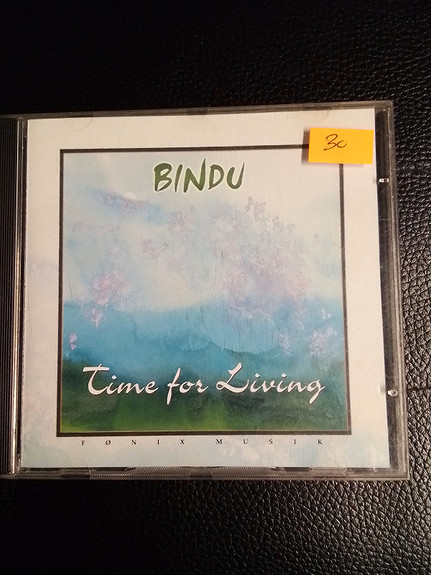 30
BINDU
Time for Living
FØNIX MUSIK